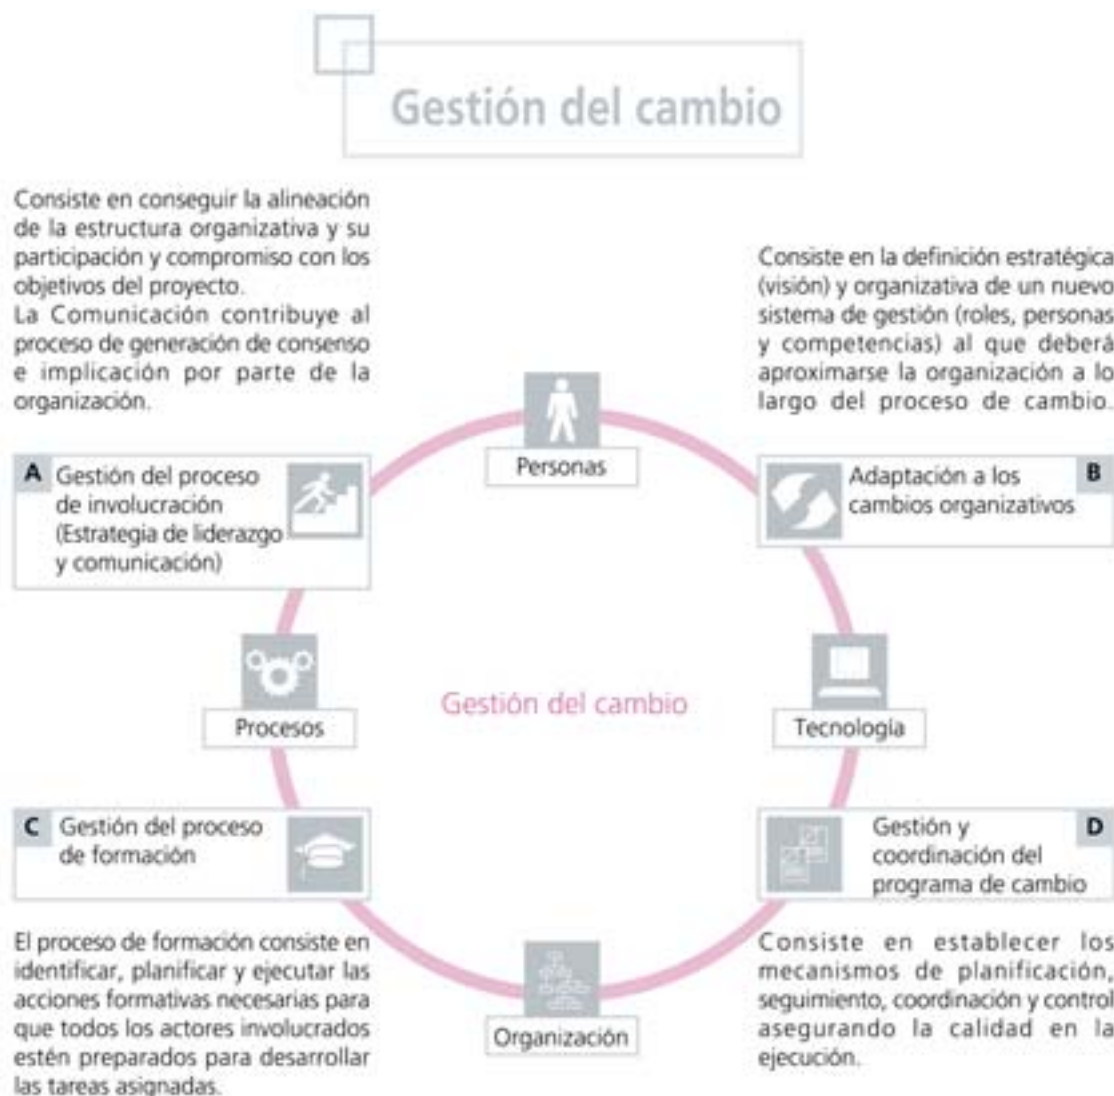 Gestión del cambio
Consiste en conseguir la alineación
de la estructura organizativa y su
participación y compromiso con los
objetivos del proyecto.
La Comunicación contribuye al
proceso de generación de consenso
e implicación por parte de la
organización.
Consiste en la definición estratégica
(visión) y organizativa de un nuevo
sistema de gestión (roles, personas
y competencias) al que deberá
aproximarse la organización a lo
largo del proceso de cambio.
Personas
A Gestión del proceso
de involucración
(Estrategia de liderazgo
y comunicación)
Adaptación a los B
cambios organizativos
Procesos
Gestión del cambio
Tecnología
C Gestión del proceso
de formación
Gestión y D
coordinación del
programa de cambio
El proceso de formación consiste en
identificar, planificar y ejecutar las
acciones formativas necesarias para
que todos los actores involucrados
estén preparados para desarrollar
las tareas asignadas.
Organización
Consiste en establecer los
mecanismos de planificación,
seguimiento, coordinación y control
asegurando la calidad en la
ejecución.